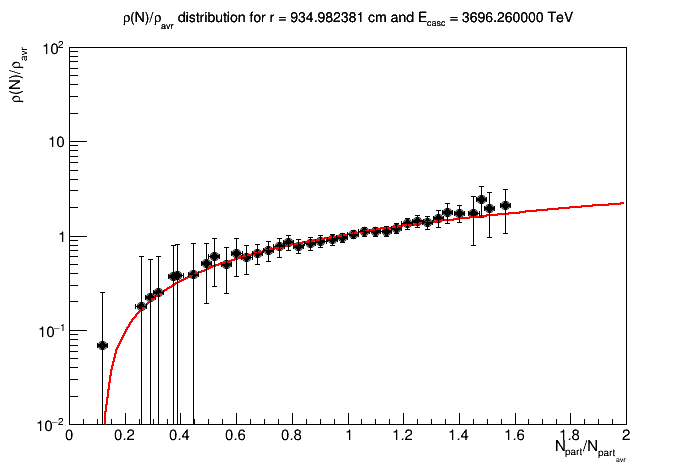 ρ(N)/ρavr distribution for r = 934.982381 cm and Ecasc = 3696.260000 TeV
ρ(N)/ρavr
10²
10
1
10⁻¹
10⁻²
0 0.2 0.4 0.6 0.8 1 1.2 1.4 1.6 1.8 2
Npart/Npartavr